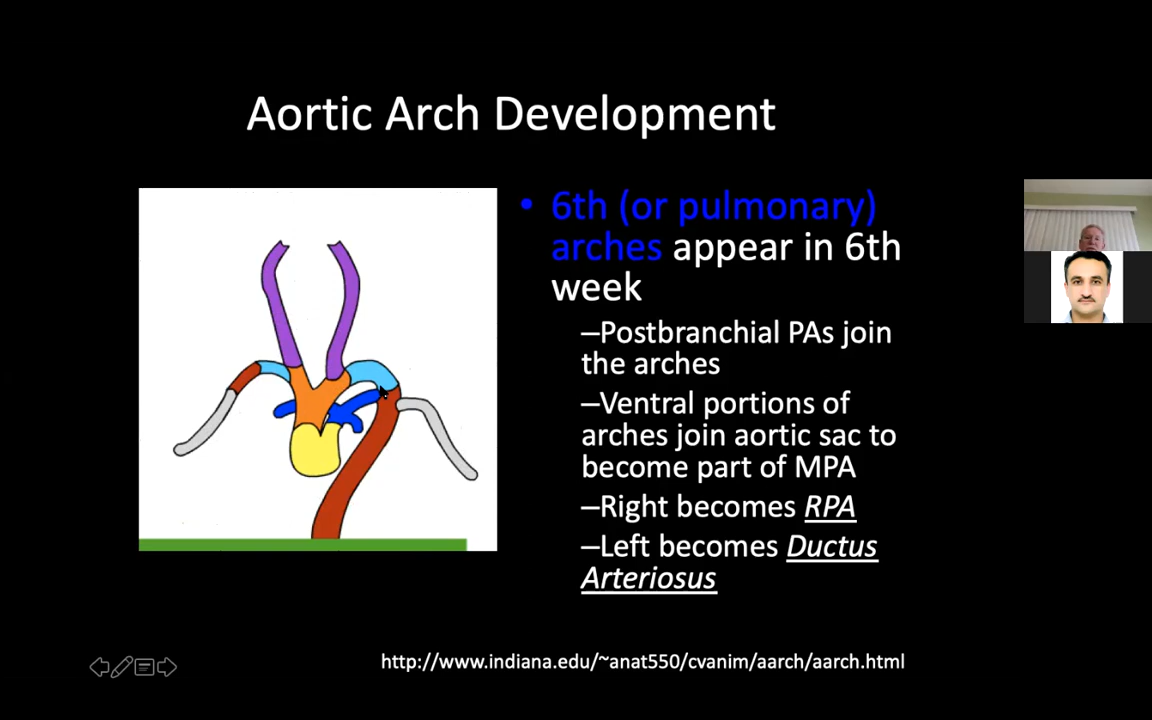 Aortic Arch Development
• 6th (or pulmonary)
arches appear in 6th
week
–Postbranchial PAs join
the arches
–Ventral portions of
arches join aortic sac to
become part of MPA
–Right becomes RPA
–Left becomes Ductus
Arteriosus
http://www.indiana.edu/~anat550/cvanim/aarch/aarch.html